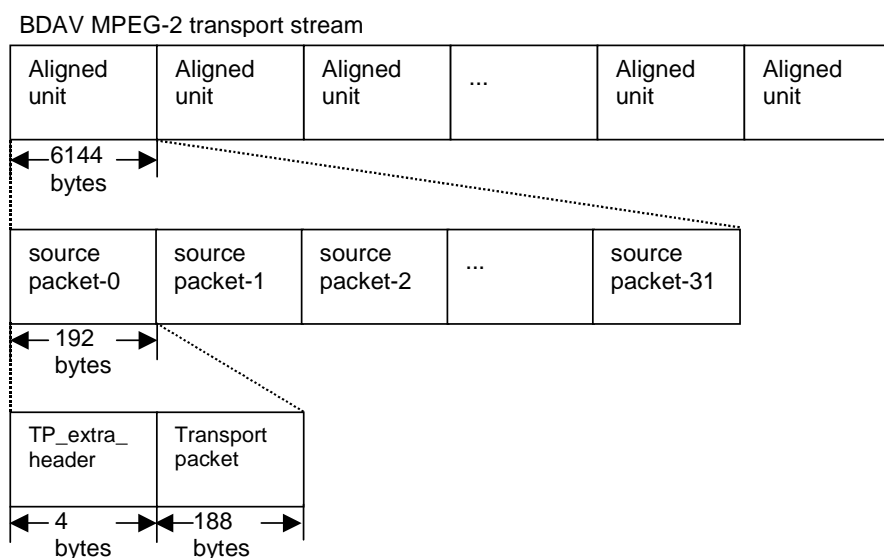 BDAV MPEG-2 transport stream
Aligned unit
Aligned unit
Aligned unit
...
Aligned unit
Aligned unit
6144 bytes
source packet-0
source packet-1
source packet-2
...
source packet-31
192 bytes
TP_extra_ header
Transport packet
4 bytes
188 bytes